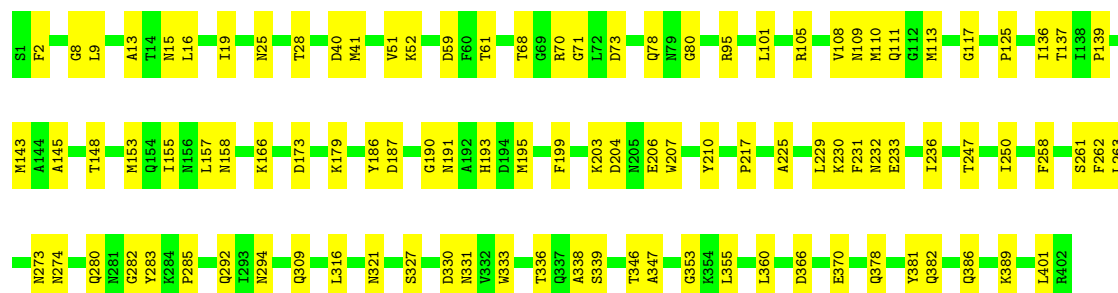 S1 F2 G8 L9 A13 T14 N15 L16 I19 N25 T28 D40 M41 V51 K52 D59 F60 T61 T68 G69 R70 G71 L72 D73 Q78 N79 G80 R95 L101 R105 V108 N109 M110 Q111 G112 M113 G117 P125 I136 T137 I138 P139
M143 A144 A145 T148 M153 Q154 I155 N156 L157 N158 K166 D173 K179 Y186 D187 G190 N191 A192 H193 D194 M195 F199 K203 D204 N205 E206 W207 Y210 P217 A225 L229 K230 F231 N232 E233 I236 T247 I250 F258 S261 F262
N273 N274 Q280 N281 G282 Y283 K284 P285 Q292 I293 N294 Q309 L316 N321 S327 D330 N331 V332 W333 T336 Q337 A338 S339 T346 A347 G353 K354 L355 L360 D366 E370 Q378 Y381 Q382 Q386 K389 L401 R402